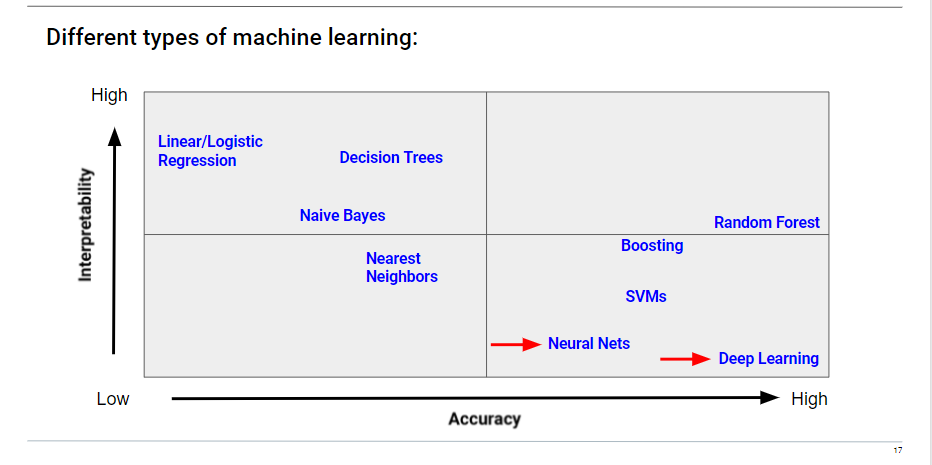 Different types of machine learning:
High
Linear/Logistic
Regression
Decision Trees
Naive Bayes
Random Forest
Interpretability
Boosting
Nearest
Neighbors
SVMs
Neural Nets
Deep Learning
Low
High
Accuracy
17